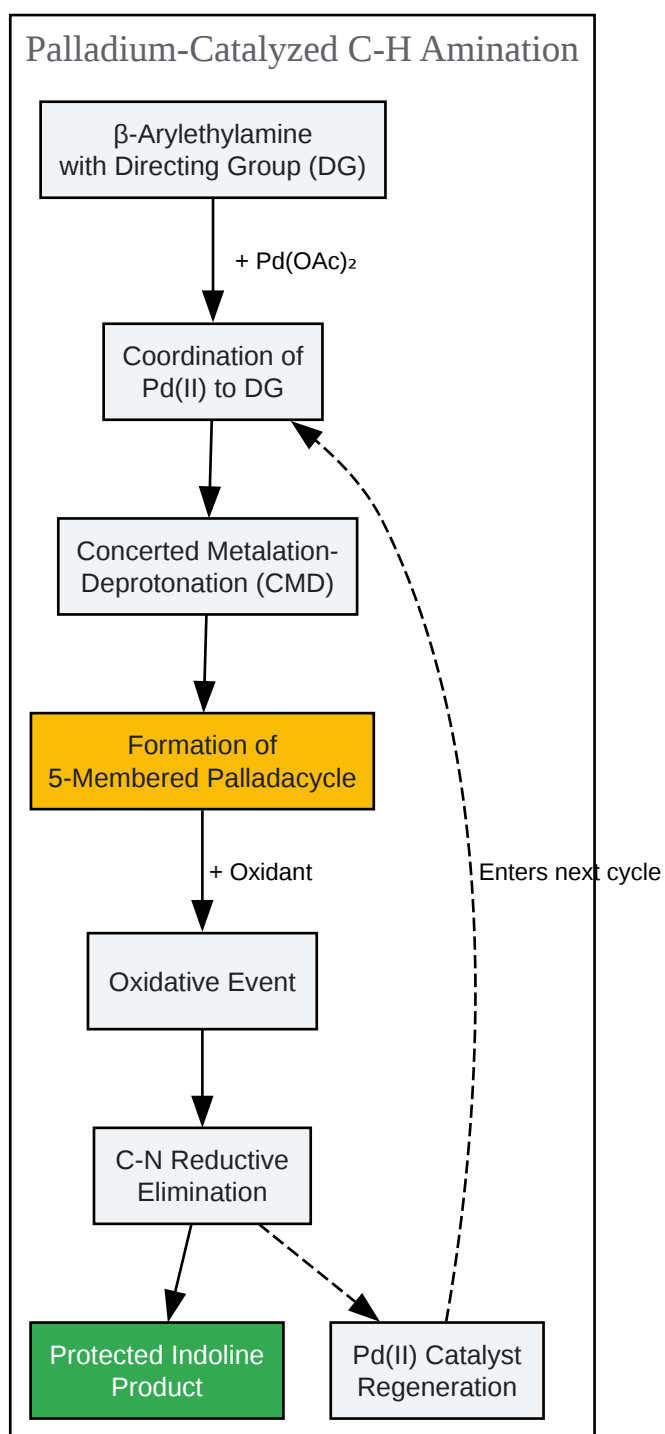 Palladium-Catalyzed C-H Amination
β-Arylethylamine
with Directing Group (DG)
+ Pd(OAc)₂
Coordination of
Pd(II) to DG
Concerted Metalation-
Deprotonation (CMD)
Formation of
5-Membered Palladacycle
+ Oxidant
Enters next cycle
Oxidative Event
C-N Reductive
Elimination
Protected Indoline
Product
Pd(II) Catalyst
Regeneration